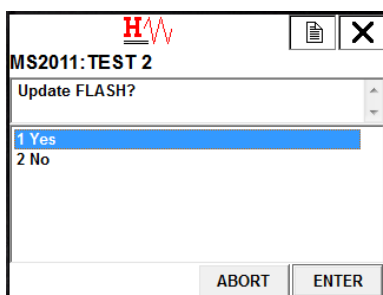 H
MS2011:TEST 2
Update FLASH?
1 Yes
2 No
ABORT ENTER